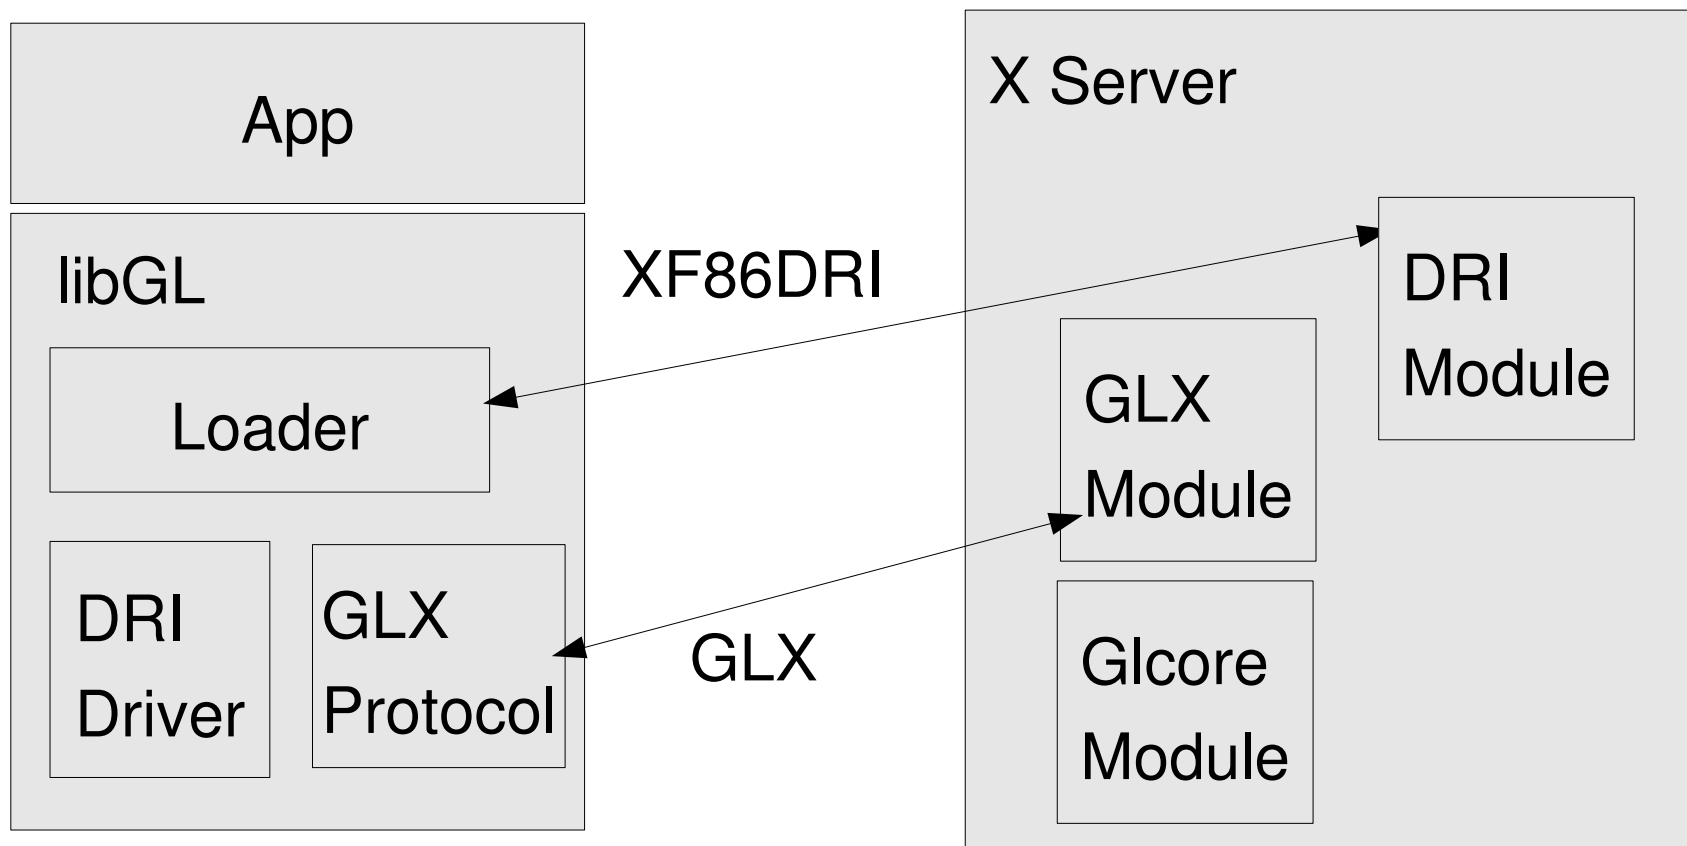 App
libGL
Loader
DRI
Driver
GLX
Protocol
XF86DRI
GLX
X Server
DRI
Module
GLX
Module
Glcore
Module